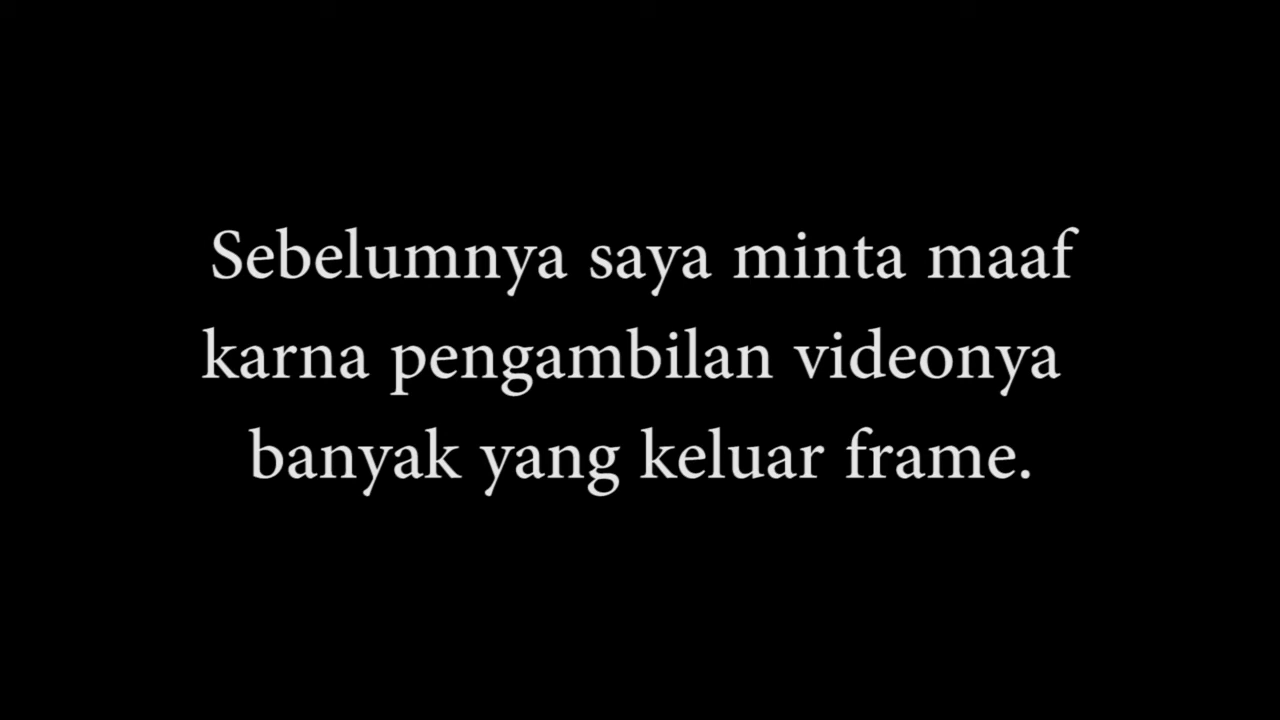 Sebelumnya saya minta maaf
karna pengambilan videonya
banyak yang keluar frame.